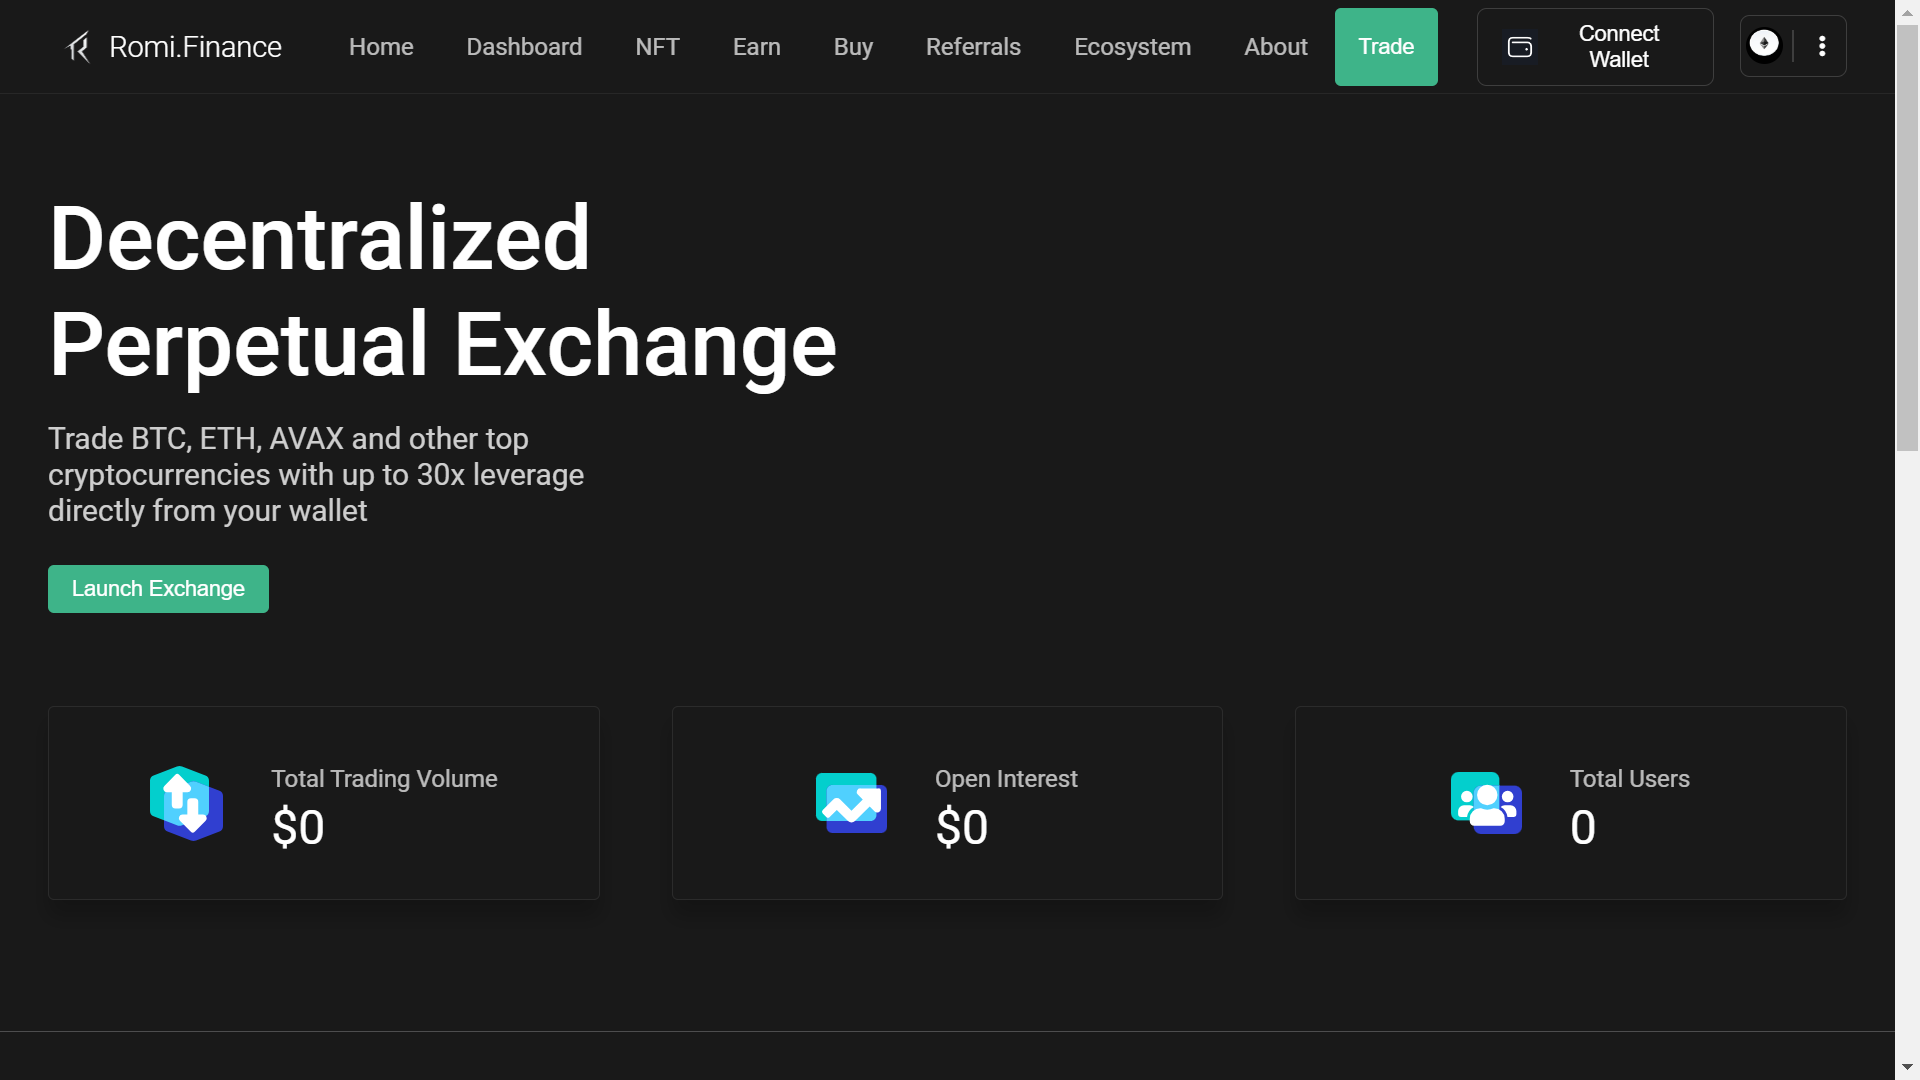 Romi.Finance
Home
Dashboard
NFT
Earn
Buy
Referrals
Ecosystem
About
Trade
Connect
Wallet
Decentralized
Perpetual Exchange
Trade BTC, ETH, AVAX and other top
cryptocurrencies with up to 30x leverage
directly from your wallet
Launch Exchange
Total Trading Volume
$0
Open Interest
$0
Total Users
0